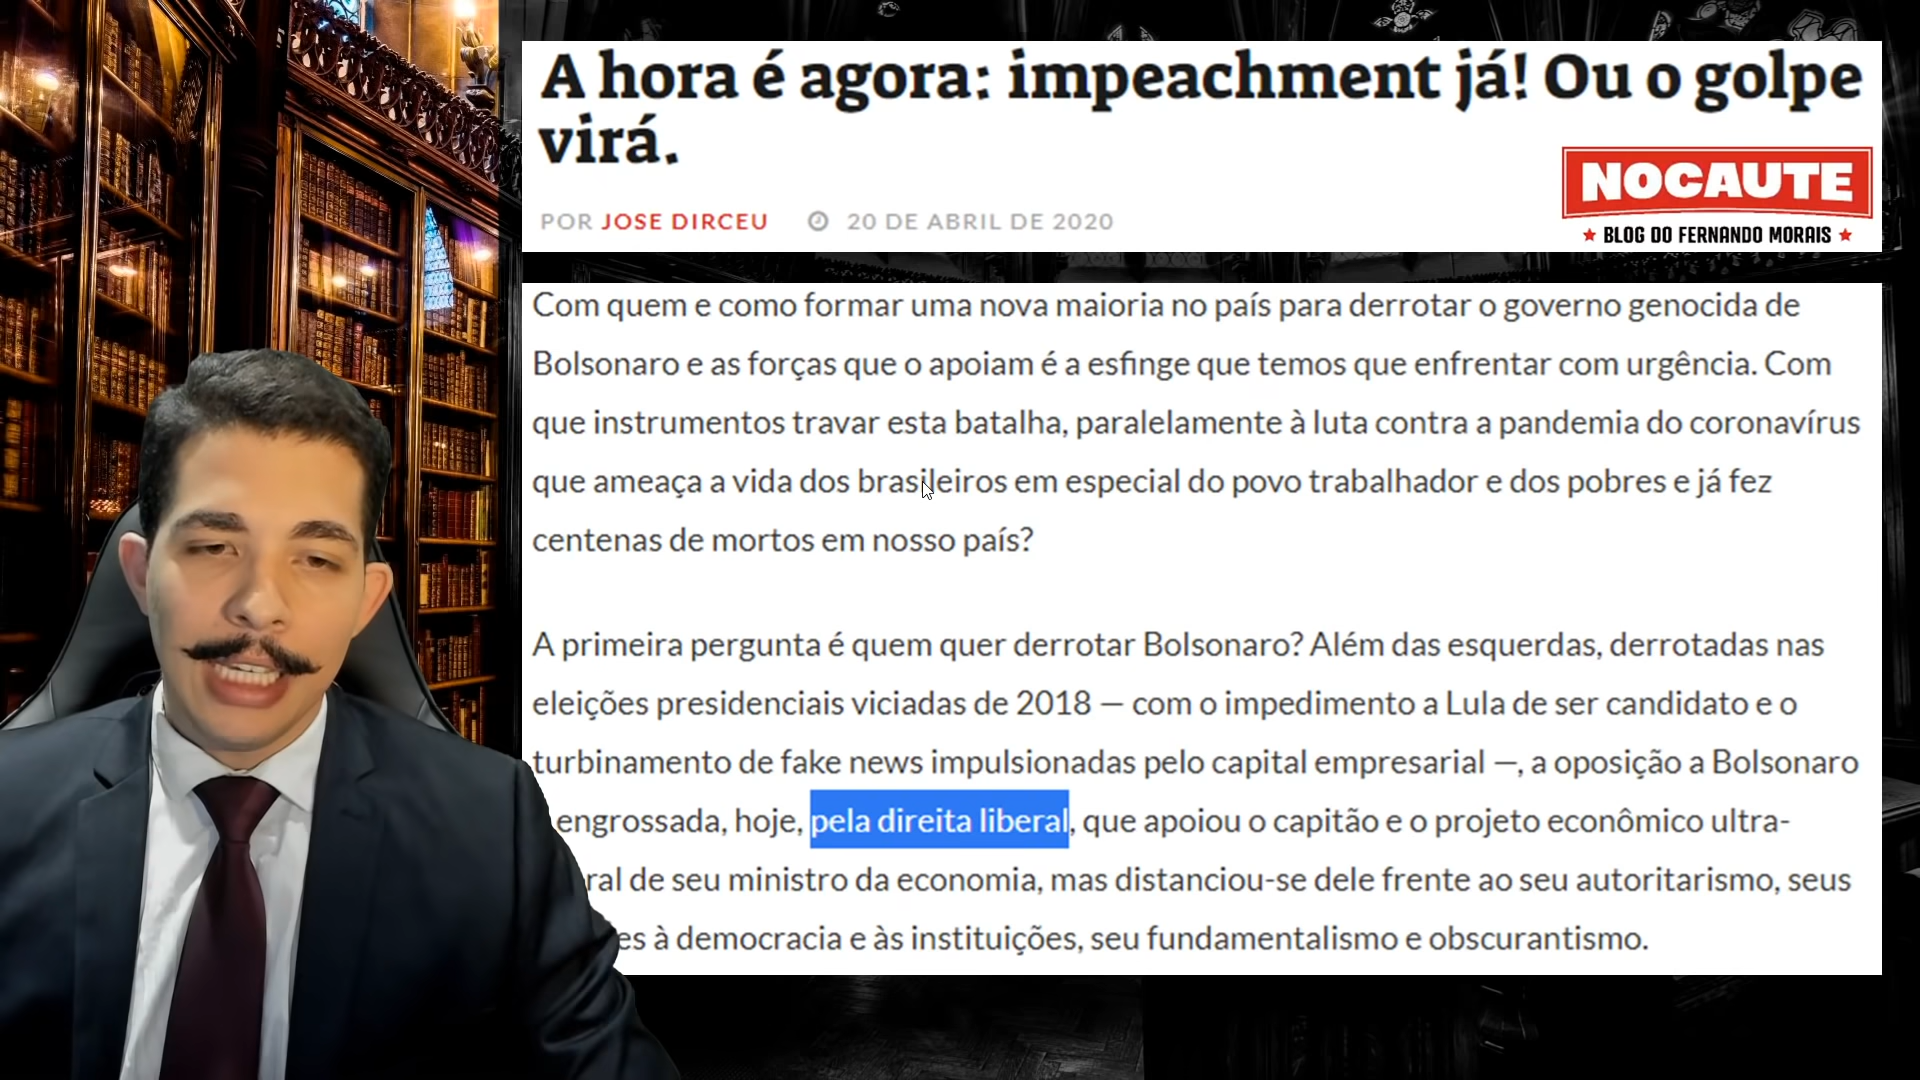 A hora é agora: impeachment já! Ou o golpe
virá.
POR JOSE DIRCEU 20 DE ABRIL DE 2020
NOCAUTE
BLOG DO FERNANDO MORAIS
Com quem e como formar uma nova maioria no país para derrotar o governo genocida de
Bolsonaro e as forças que o apoiam é a esfinge que temos que enfrentar com urgência. Com
que instrumentos travar esta batalha, paralelamente à luta contra a pandemia do coronavírus
que ameaça a vida dos brasileiros em especial do povo trabalhador e dos pobres e já fez
centenas de mortos em nosso país?
A primeira pergunta é quem quer derrotar Bolsonaro? Além das esquerdas, derrotadas nas
eleições presidenciais viciadas de 2018 — com o impedimento a Lula de ser candidato e o
turbinamento de fake news impulsionadas pelo capital empresarial —, a oposição a Bolsonaro
engrossada, hoje, pela direita liberal, que apoiou o capitão e o projeto econômico ultra-
de seu ministro da economia, mas distanciou-se dele frente ao seu autoritarismo, seus
à democracia e às instituições, seu fundamentalismo e obscurantismo.